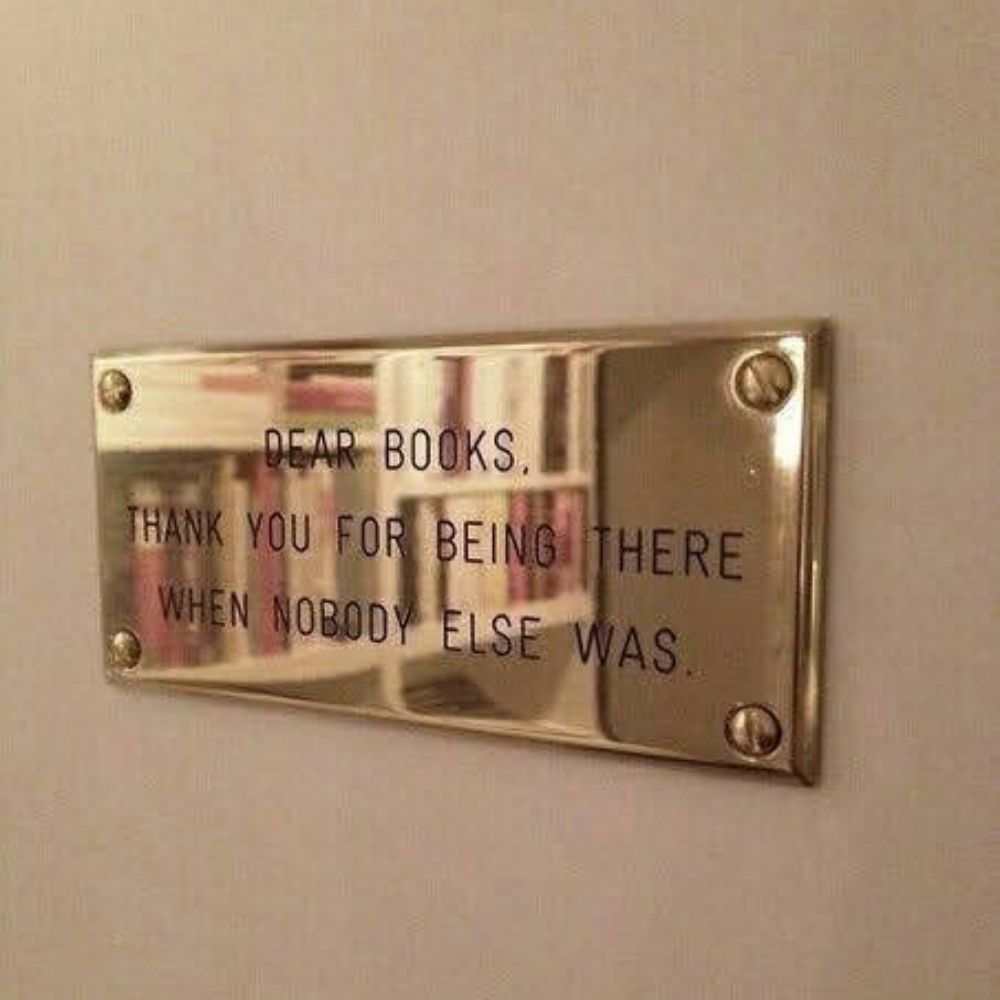 DEAR BOOKS,
THANK YOU FOR BEING THERE
WHEN NOBODY ELSE WAS.